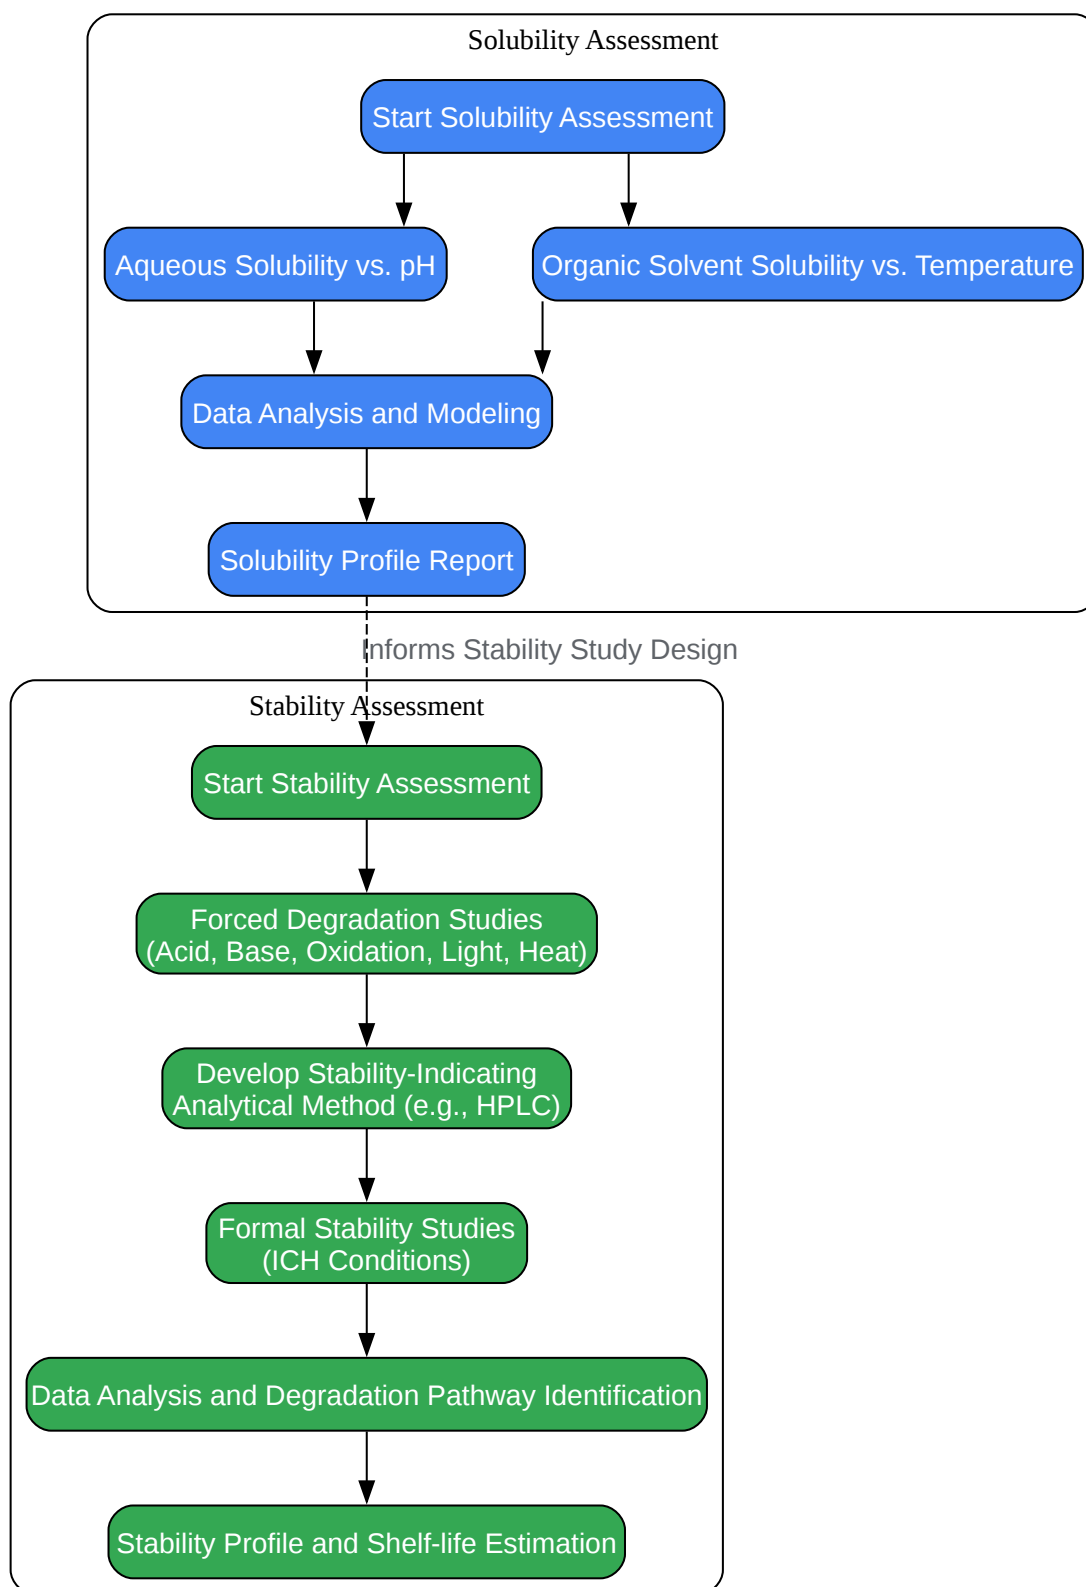 Solubility Assessment
Start Solubility Assessment
Aqueous Solubility vs. pH
Organic Solvent Solubility vs. Temperature
Data Analysis and Modeling
Solubility Profile Report
Informs Stability Study Design
Stability Assessment
Start Stability Assessment
Forced Degradation Studies
(Acid, Base, Oxidation, Light, Heat)
Develop Stability-Indicating
Analytical Method (e.g., HPLC)
Formal Stability Studies
(ICH Conditions)
Data Analysis and Degradation Pathway Identification
Stability Profile and Shelf-life Estimation